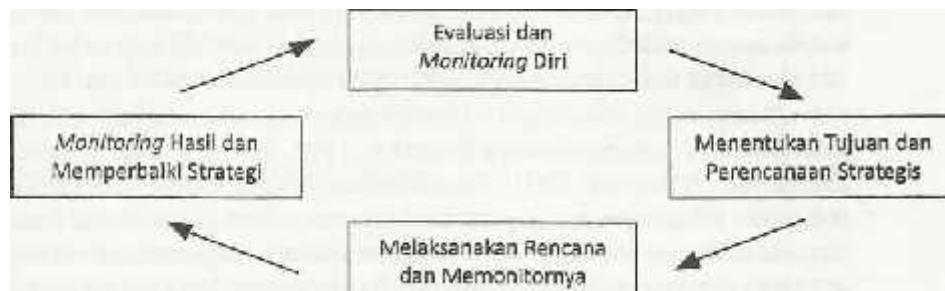 Evaluasi dan
Monitoring Diri
Menentukan Tujuan dan
Perencanaan Strategis
Melaksanakan Rencana
dan Memonitornya
Monitoring Hasil dan
Memperbaiki Strategi